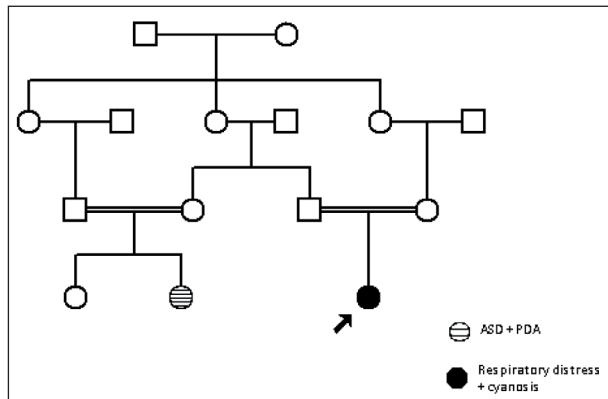 ASD + PDA
Respiratory distress
+ cyanosis